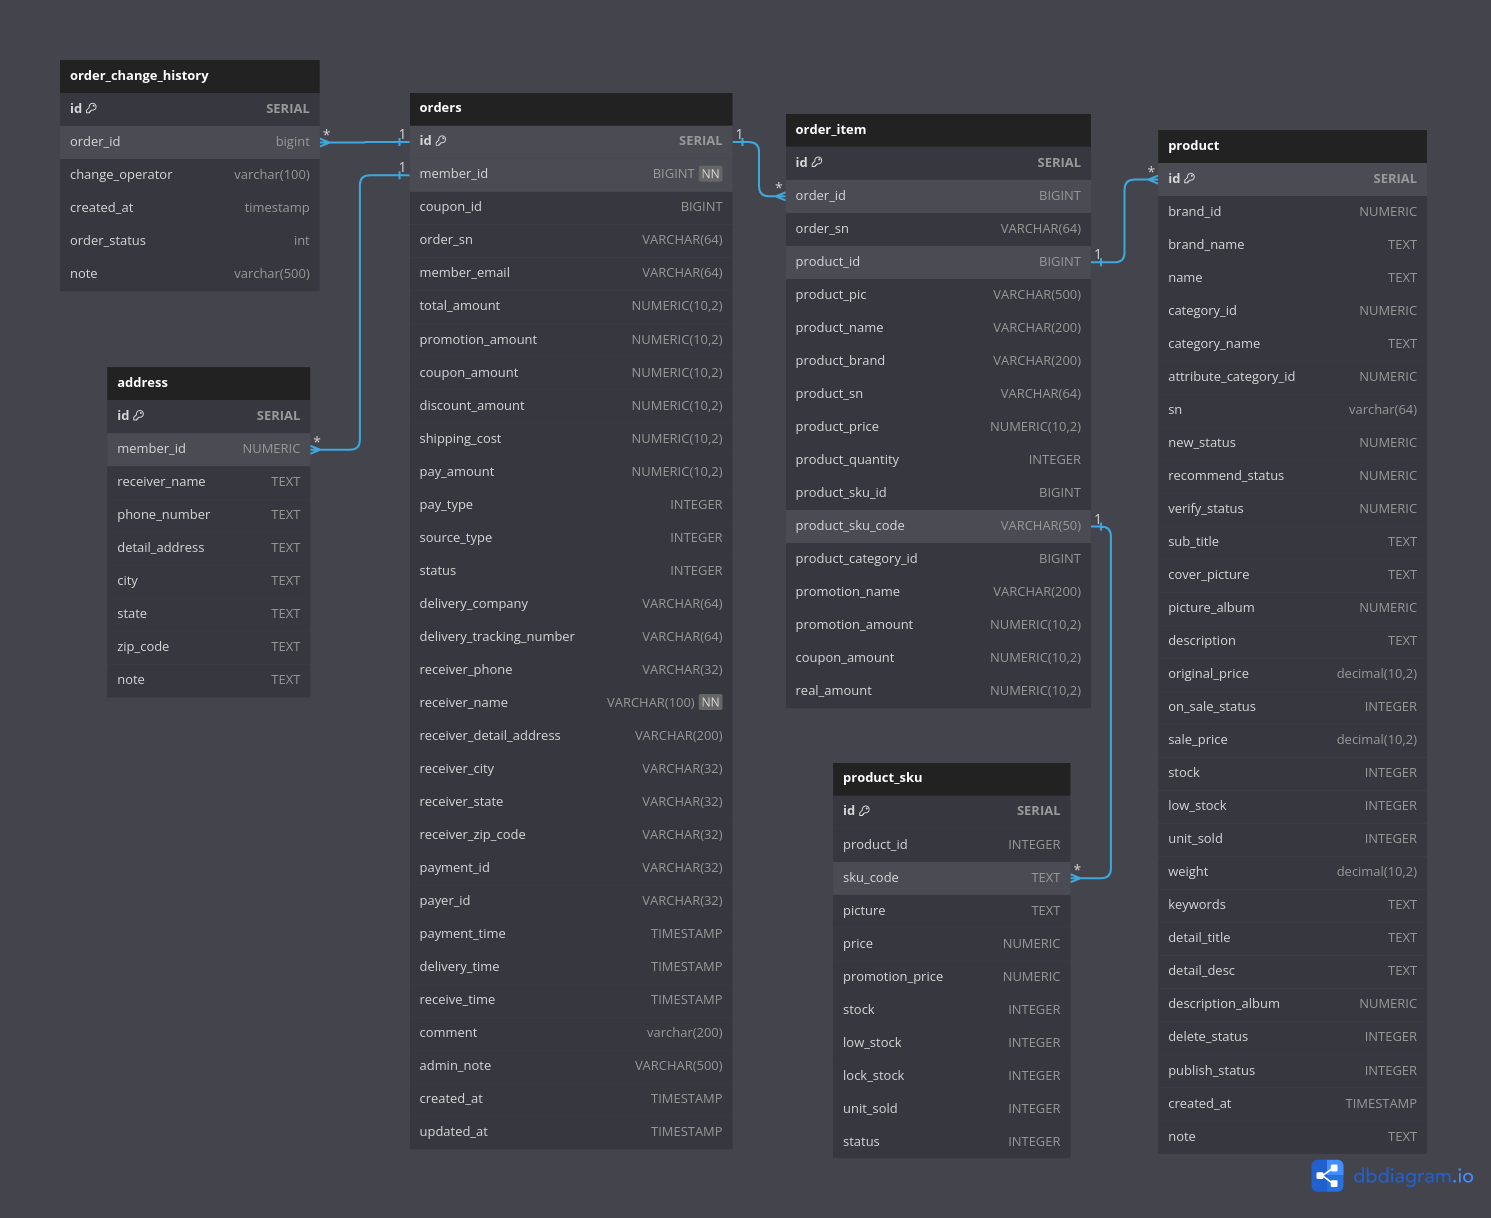 order_change_history
id SERIAL
order_id bigint
change_operator varchar(100)
created_at timestamp
order_status int
note varchar(500)
* 1
address
id SERIAL
member_id NUMERIC
receiver_name TEXT
phone_number TEXT
detail_address TEXT
city TEXT
state TEXT
zip_code TEXT
note TEXT
* 1
orders
id SERIAL
member_id BIGINT NN
coupon_id BIGINT
order_sn VARCHAR(64)
member_email VARCHAR(64)
total_amount NUMERIC(10,2)
promotion_amount NUMERIC(10,2)
coupon_amount NUMERIC(10,2)
discount_amount NUMERIC(10,2)
shipping_cost NUMERIC(10,2)
pay_amount NUMERIC(10,2)
pay_type INTEGER
source_type INTEGER
status INTEGER
delivery_company VARCHAR(64)
delivery_tracking_number VARCHAR(64)
receiver_phone VARCHAR(32)
receiver_name VARCHAR(100) NN
receiver_detail_address VARCHAR(200)
receiver_city VARCHAR(32)
receiver_state VARCHAR(32)
receiver_zip_code VARCHAR(32)
payment_id VARCHAR(32)
payer_id VARCHAR(32)
payment_time TIMESTAMP
delivery_time TIMESTAMP
receive_time TIMESTAMP
comment varchar(200)
admin_note VARCHAR(500)
created_at TIMESTAMP
updated_at TIMESTAMP
1 *
order_item
id SERIAL
order_id BIGINT
order_sn VARCHAR(64)
product_id BIGINT
product_pic VARCHAR(500)
product_name VARCHAR(200)
product_brand VARCHAR(200)
product_sn VARCHAR(64)
product_price NUMERIC(10,2)
product_quantity INTEGER
product_sku_id BIGINT
product_sku_code VARCHAR(50)
product_category_id BIGINT
promotion_name VARCHAR(200)
promotion_amount NUMERIC(10,2)
coupon_amount NUMERIC(10,2)
real_amount NUMERIC(10,2)
1 *
product_sku
id SERIAL
product_id INTEGER
sku_code TEXT
picture TEXT
price NUMERIC
promotion_price NUMERIC
stock INTEGER
low_stock INTEGER
lock_stock INTEGER
unit_sold INTEGER
status INTEGER
1 *
product
id SERIAL
brand_id NUMERIC
brand_name TEXT
name TEXT
category_id NUMERIC
category_name TEXT
attribute_category_id NUMERIC
sn varchar(64)
new_status NUMERIC
recommend_status NUMERIC
verify_status NUMERIC
sub_title TEXT
cover_picture TEXT
picture_album NUMERIC
description TEXT
original_price decimal(10,2)
on_sale_status INTEGER
sale_price decimal(10,2)
stock INTEGER
low_stock INTEGER
unit_sold INTEGER
weight decimal(10,2)
keywords TEXT
detail_title TEXT
detail_desc TEXT
description_album NUMERIC
delete_status INTEGER
publish_status INTEGER
created_at TIMESTAMP
note TEXT
dbdiagram.io